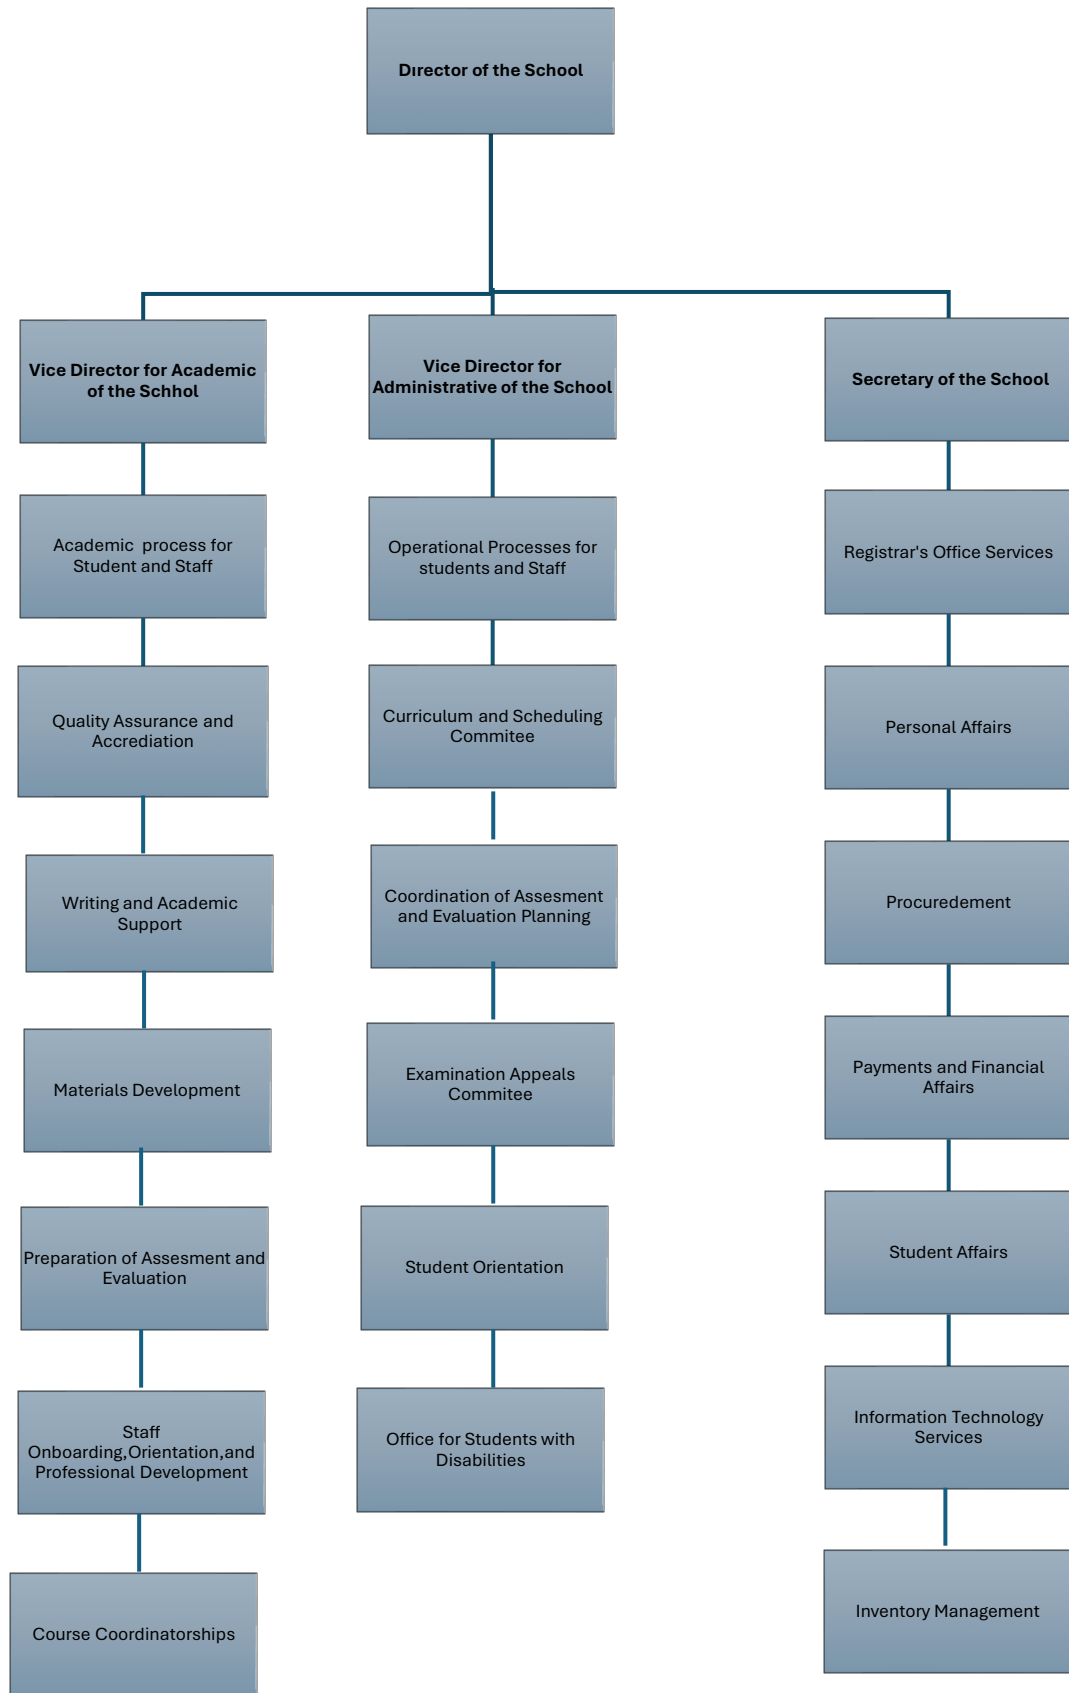 Director of the School
Vice Director for Academic
of the Schhol
Academic process for
Student and Staff
Quality Assurance and
Accrediation
Writing and Academic
Support
Materials Development
Preparation of Assesment and
Evaluation
Staff
Onboarding,Orientation,and
Professional Development
Course Coordinatorships
Vice Director for
Administrative of the School
Operational Processes for
students and Staff
Curriculum and Scheduling
Commitee
Coordination of Assesment
and Evaluation Planning
Examination Appeals
Commitee
Student Orientation
Office for Students with
Disabilities
Secretary of the School
Registrar's Office Services
Personal Affairs
Procuredement
Payments and Financial
Affairs
Student Affairs
Information Technology
Services
Inventory Management